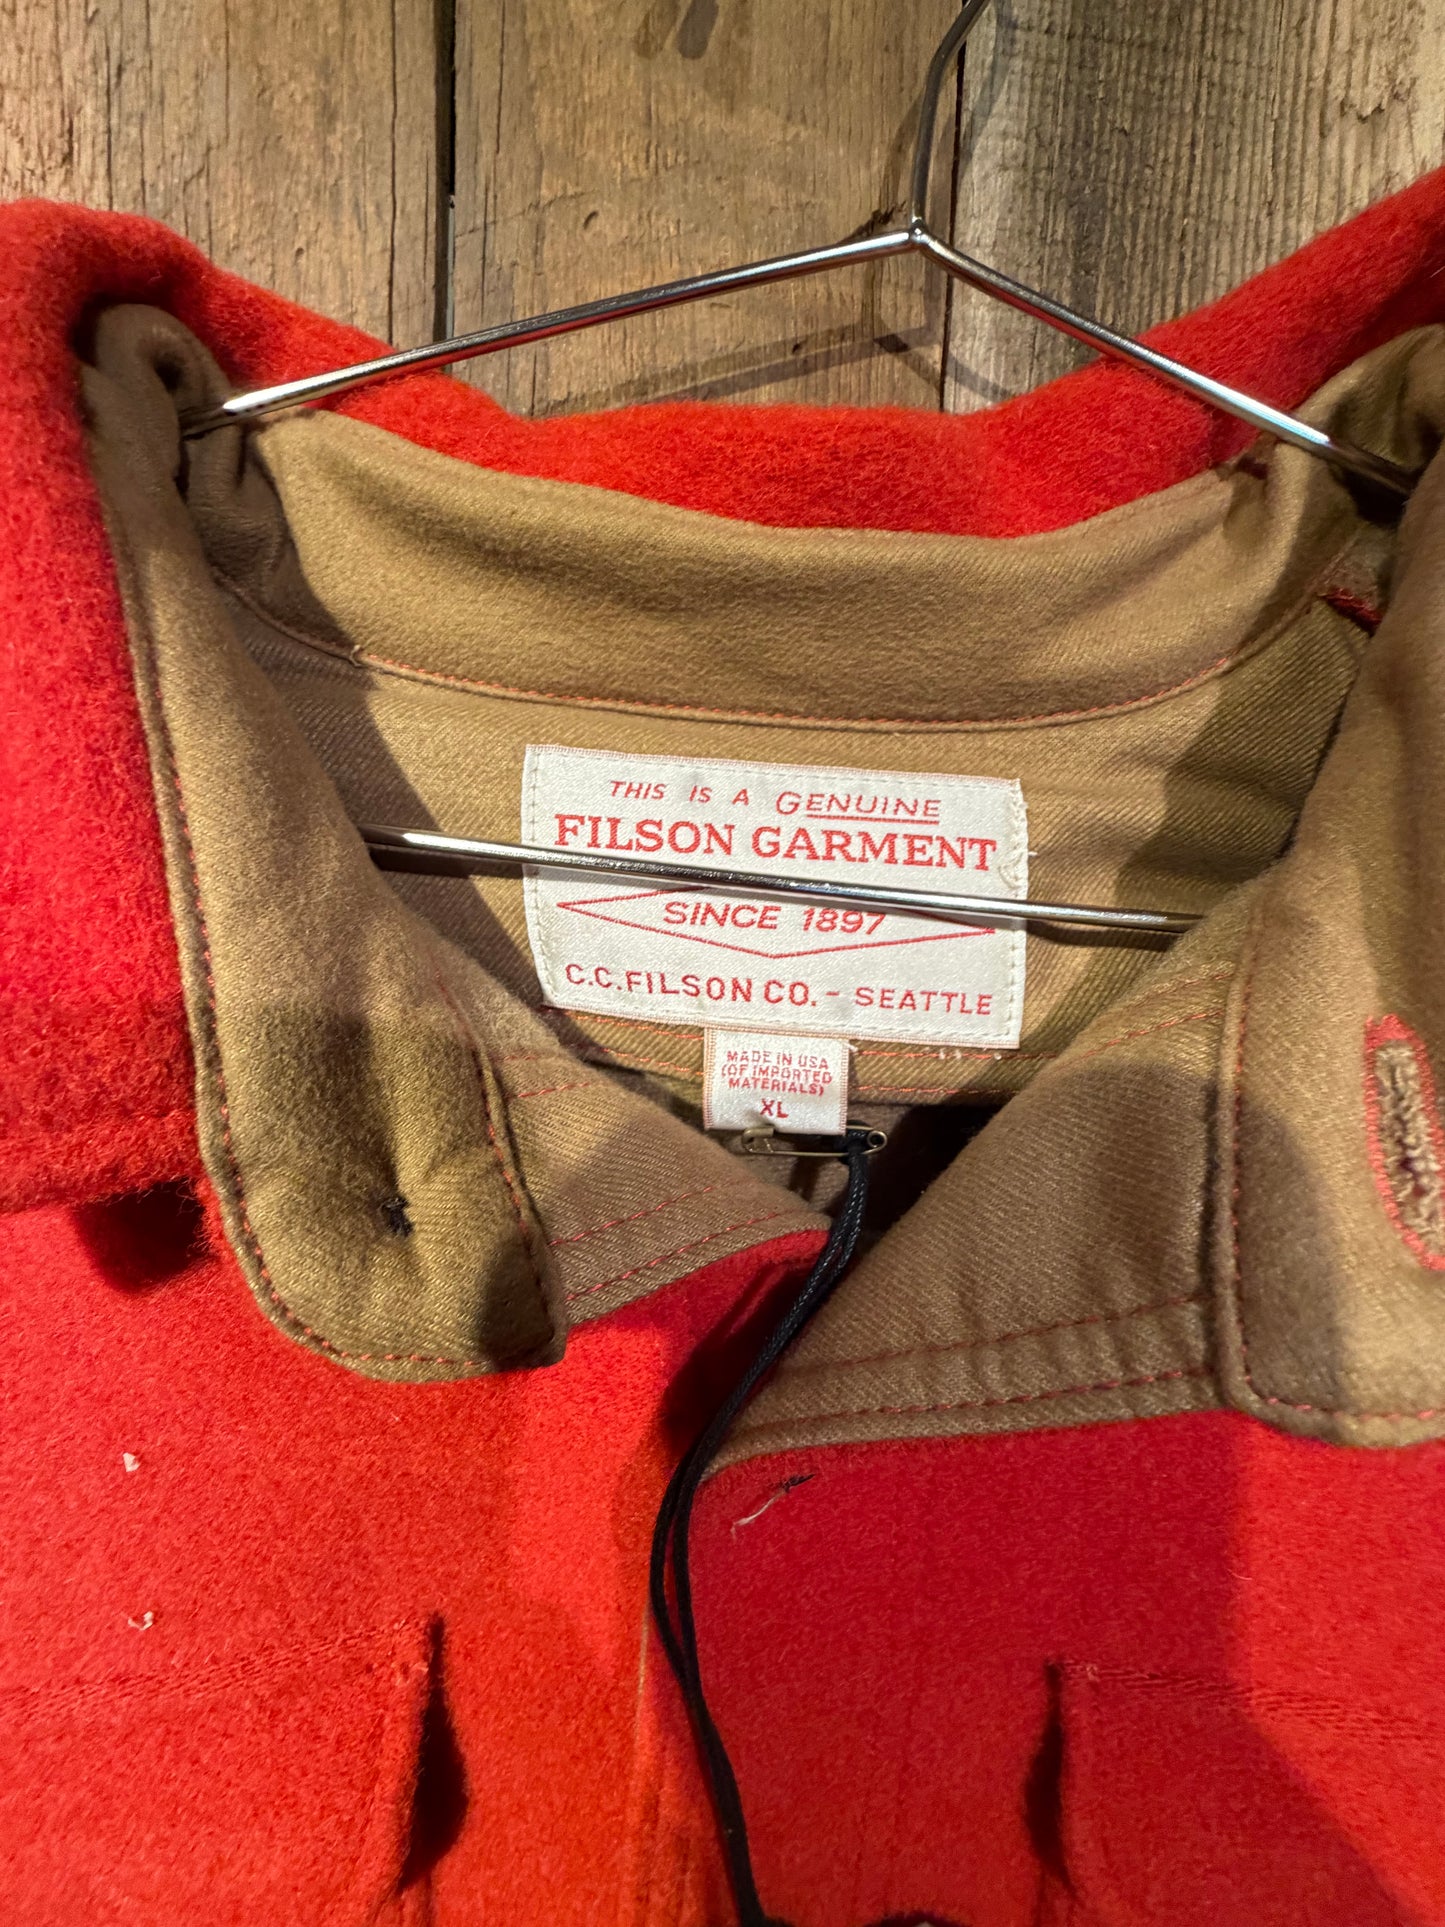 THIS IS A GENUINE
FILSON GARMENT
SINCE 1897
C.C.FILSON CO. - SEATTLE
MADE IN USA
(OF IMPORTED
MATERIALS)
XL